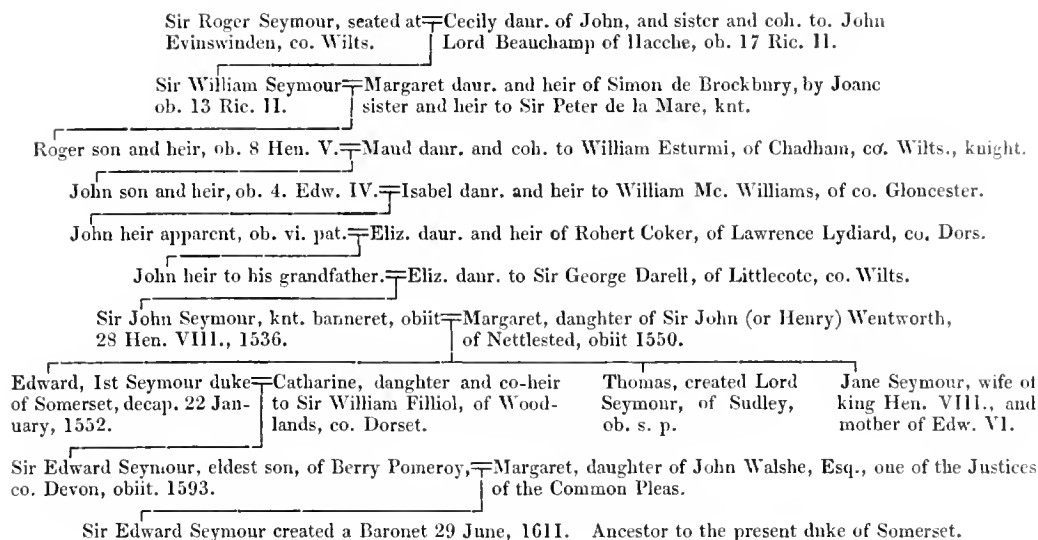 Sir Roger Seymour, seated at Cecily daur. of John, and sister and coh. to. John
Evinswinden, co. Wilts. Lord Beauchamp of Hacche, ob. 17 Ric. II.
Sir William Seymour Margaret daur. and heir of Simon de Brockbury, by Joane
ob. 13 Ric. II. sister and heir to Sir Peter de la Mare, knt.
Roger son and heir, ob. 8 Hen. V. Maud daur. and coh. to William Esturmi, of Chadham, co. Wilts., knight.
John son and heir, ob. 4. Edw. IV. Isabel daur. and heir to William Mc. Williams, of co. Gloncester.
John heir apparent, ob. vi. pat. Eliz. daur. and heir of Robert Coker, of Lawrence Lydiard, co. Dors.
John heir to his grandfather. Eliz. daur. to Sir George Darell, of Littlecote, co. Wilts.
Sir John Seymour, knt. banneret, obiit Margaret, daughter of Sir John (or Henry) Wentworth,
28 Hen. VIII., 1536. of Nettlested, obiit 1550.
Edward, 1st Seymour duke Catharine, daughter and co-heir Thomas, created Lord Jane Seymour, wife of
of Somerset, decap. 22 Jan- to Sir William Filliol, of Wood- Seymour, of Sudley, king Hen. VIII., and
uary, 1552. lands, co. Dorset. ob. s. p. mother of Edw. VI.
Sir Edward Seymour, eldest son, of Berry Pomeroy, Margaret, daughter of John Walshe, Esq., one of the Justices
co. Devon, obiit. 1593. of the Common Pleas.
Sir Edward Seymour created a Baronet 29 June, 1611. Ancestor to the present duke of Somerset.